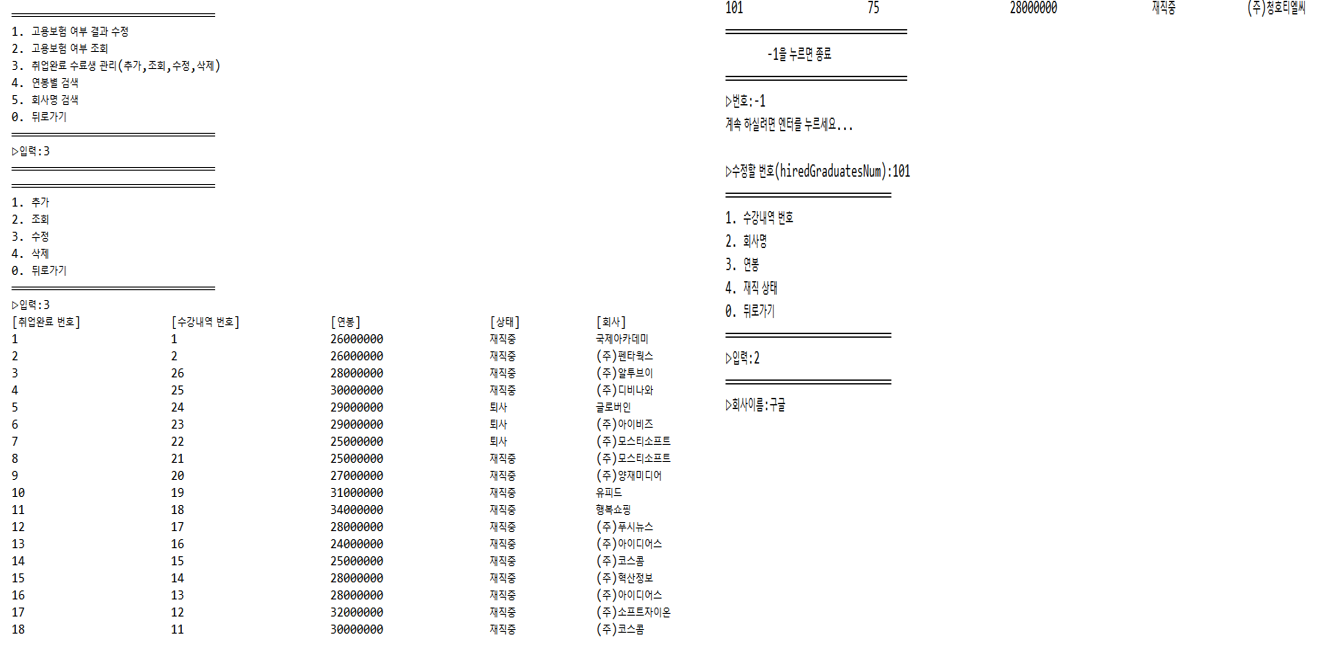 ====================
1. 고용보험 여부 결과 수정
2. 고용보험 여부 조회
3. 취업완료 수료생 관리(추가,조회,수정,삭제)
4. 연봉별 검색
5. 회사명 검색
0. 뒤로가기
====================
▷입력:3
====================
====================
1. 추가
2. 조회
3. 수정
4. 삭제
0. 뒤로가기
====================
▷입력:3
[취업완료 번호] [수강내역 번호] [연봉] [상태] [회사]
1 1 26000000 재직중 국제아카데미
2 2 26000000 재직중 (주)펜타웍스
3 26 28000000 재직중 (주)알투브이
4 25 30000000 재직중 (주)디비나와
5 24 29000000 퇴사 글로버인
6 23 29000000 퇴사 (주)아이비즈
7 22 25000000 퇴사 (주)모스티소프트
8 21 25000000 재직중 (주)모스티소프트
9 20 27000000 재직중 (주)양재미디어
10 19 31000000 재직중 유피드
11 18 34000000 재직중 행복쇼핑
12 17 28000000 재직중 (주)푸시뉴스
13 16 24000000 재직중 (주)아이디어스
14 15 25000000 재직중 (주)코스콤
15 14 28000000 재직중 (주)혁산정보
16 13 28000000 재직중 (주)아이디어스
17 12 32000000 재직중 (주)소프트자이온
18 11 30000000 재직중 (주)코스콤
101 75 28000000 재직중 (주)청호티엘씨
====================
-1을 누르면 종료
====================
▷번호:-1
계속 하실려면 엔터를 누르세요...
▷수정할 번호(hiredGraduatesNum):101
====================
1. 수강내역 번호
2. 회사명
3. 연봉
4. 재직 상태
0. 뒤로가기
====================
▷입력:2
====================
▷회사이름:구글